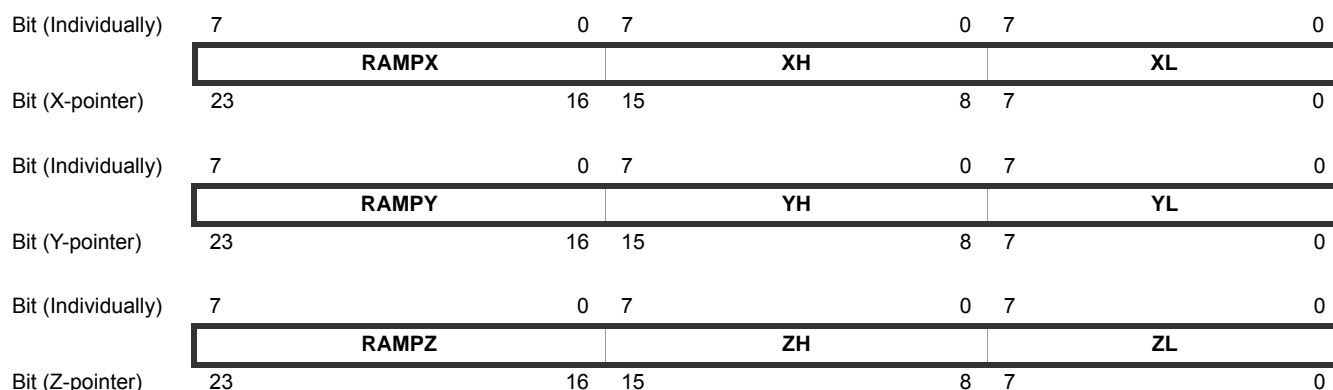 Bit (Individually) 7 0 7 0 7 0
RAMPX XH XL
Bit (X-pointer) 23 16 15 8 7 0
Bit (Individually) 7 0 7 0 7 0
RAMPY YH YL
Bit (Y-pointer) 23 16 15 8 7 0
Bit (Individually) 7 0 7 0 7 0
RAMPZ ZH ZL
Bit (Z-pointer) 23 16 15 8 7 0